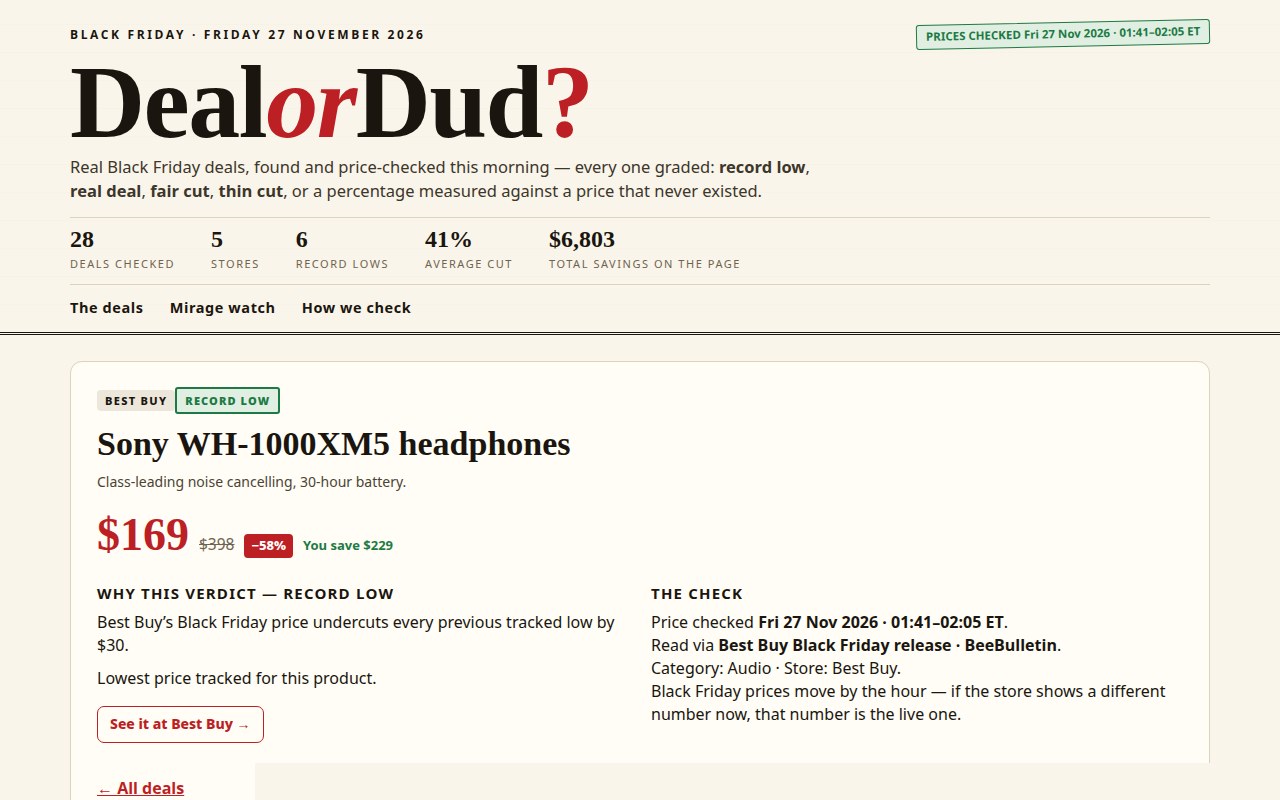 BLACK FRIDAY · FRIDAY 27 NOVEMBER 2026
PRICES CHECKED Fri 27 Nov 2026 · 01:41–02:05 ET
DealorDud?
Real Black Friday deals, found and price-checked this morning — every one graded: record low,
real deal, fair cut, thin cut, or a percentage measured against a price that never existed.
28 5 6 41% $6,803
DEALS CHECKED STORES RECORD LOWS AVERAGE CUT TOTAL SAVINGS ON THE PAGE
The deals Mirage watch How we check
BEST BUY RECORD LOW
Sony WH-1000XM5 headphones
Class-leading noise cancelling, 30-hour battery.
$169 $398 −58% You save $229
WHY THIS VERDICT — RECORD LOW
Best Buy’s Black Friday price undercuts every previous tracked low by
$30.
Lowest price tracked for this product.
See it at Best Buy →
THE CHECK
Price checked Fri 27 Nov 2026 · 01:41–02:05 ET.
Read via Best Buy Black Friday release · BeeBulletin.
Category: Audio · Store: Best Buy.
Black Friday prices move by the hour — if the store shows a different
number now, that number is the live one.
← All deals